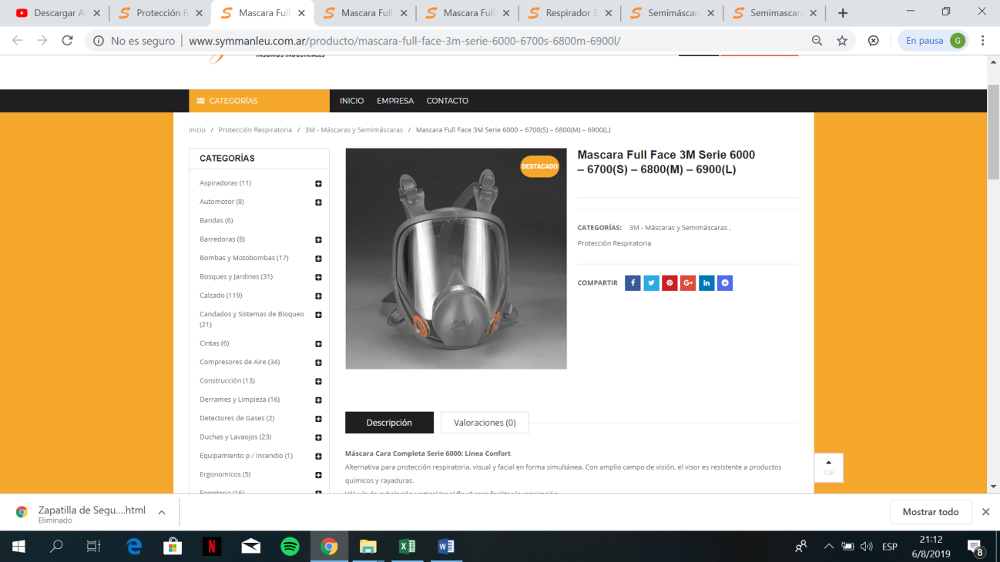 Descargar A
Protección R
Mascara Full
Mascara Full
Mascara Full
Respirador 3
Semimáscara
Semimascara
No es seguro | www.symmanleu.com.ar/producto/mascara-full-face-3m-serie-6000-6700s-6800m-6900l/
En pausa G
INSUMOS INDUSTRIALES
CATEGORÍAS INICIO EMPRESA CONTACTO
Inicio / Protección Respiratoria / 3M - Máscaras y Semimáscaras / Mascara Full Face 3M Serie 6000 – 6700(S) – 6800(M) – 6900(L)
CATEGORÍAS
Aspiradoras (11)
Automotor (8)
Bandas (6)
Barredoras (8)
Bombas y Motobombas (17)
Bosques y Jardines (31)
Calzado (119)
Candados y Sistemas de Bloqueo
(21)
Cintas (6)
Compresores de Aire (34)
Construcción (13)
Derrames y Limpieza (16)
Detectores de Gases (2)
Duchas y Lavaojos (23)
Equipamiento p / Incendio (1)
Ergonomicos (5)
Ferreteria (16)
DESTACADO
3M
Mascara Full Face 3M Serie 6000
– 6700(S) – 6800(M) – 6900(L)
CATEGORÍAS: 3M - Máscaras y Semimáscaras ,
Protección Respiratoria
COMPARTIR
Descripción Valoraciones (0)
Máscara Cara Completa Serie 6000: Línea Confort
Alternativa para protección respiratoria, visual y facial en forma simultánea. Con amplio campo de visión, el visor es resistente a productos
químicos y rayaduras.
TOP
Zapatilla de Segu....html
Eliminado
Mostrar todo
ESP
21:12
6/8/2019
8